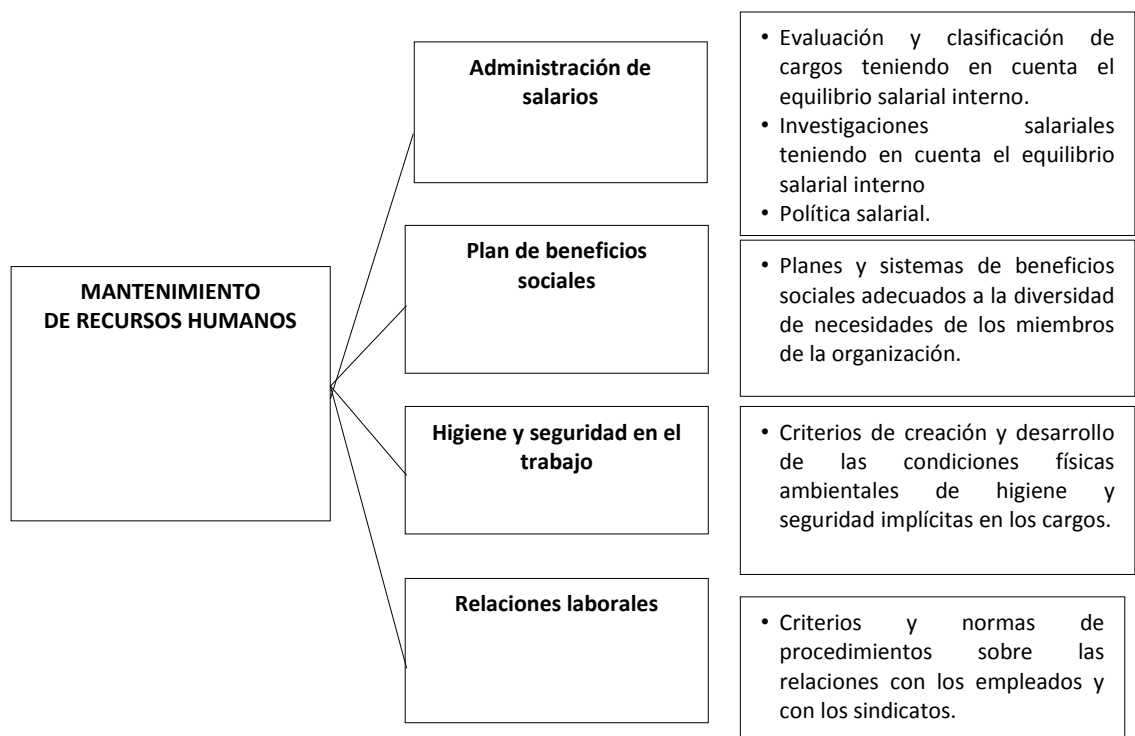 MANTENIMIENTO
DE RECURSOS HUMANOS
Administración de
salarios
• Evaluación y clasificación de
cargos teniendo en cuenta el
equilibrio salarial interno.
• Investigaciones salariales
teniendo en cuenta el equilibrio
salarial interno
• Política salarial.
Plan de beneficios
sociales
• Planes y sistemas de beneficios
sociales adecuados a la diversidad
de necesidades de los miembros
de la organización.
Higiene y seguridad en el
trabajo
• Criterios de creación y desarrollo
de las condiciones físicas
ambientales de higiene y
seguridad implícitas en los cargos.
Relaciones laborales
• Criterios y normas de
procedimientos sobre las
relaciones con los empleados y
con los sindicatos.